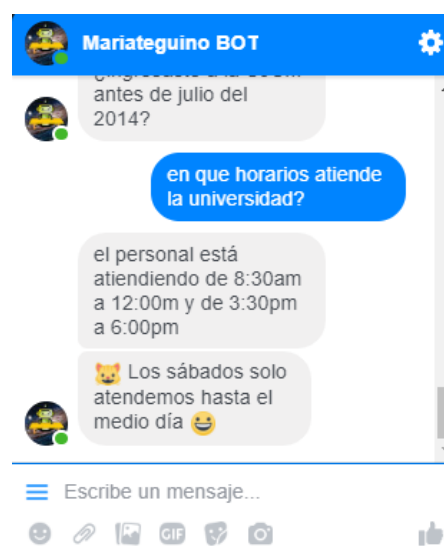 Mariateguino BOT
antes de julio del
2014?
en que horarios atiende
la universidad?
el personal está
atiendiendo de 8:30am
a 12:00m y de 3:30pm
a 6:00pm
😺 Los sábados solo
atendemos hasta el
medio día 😀
Escribe un mensaje...
GIF